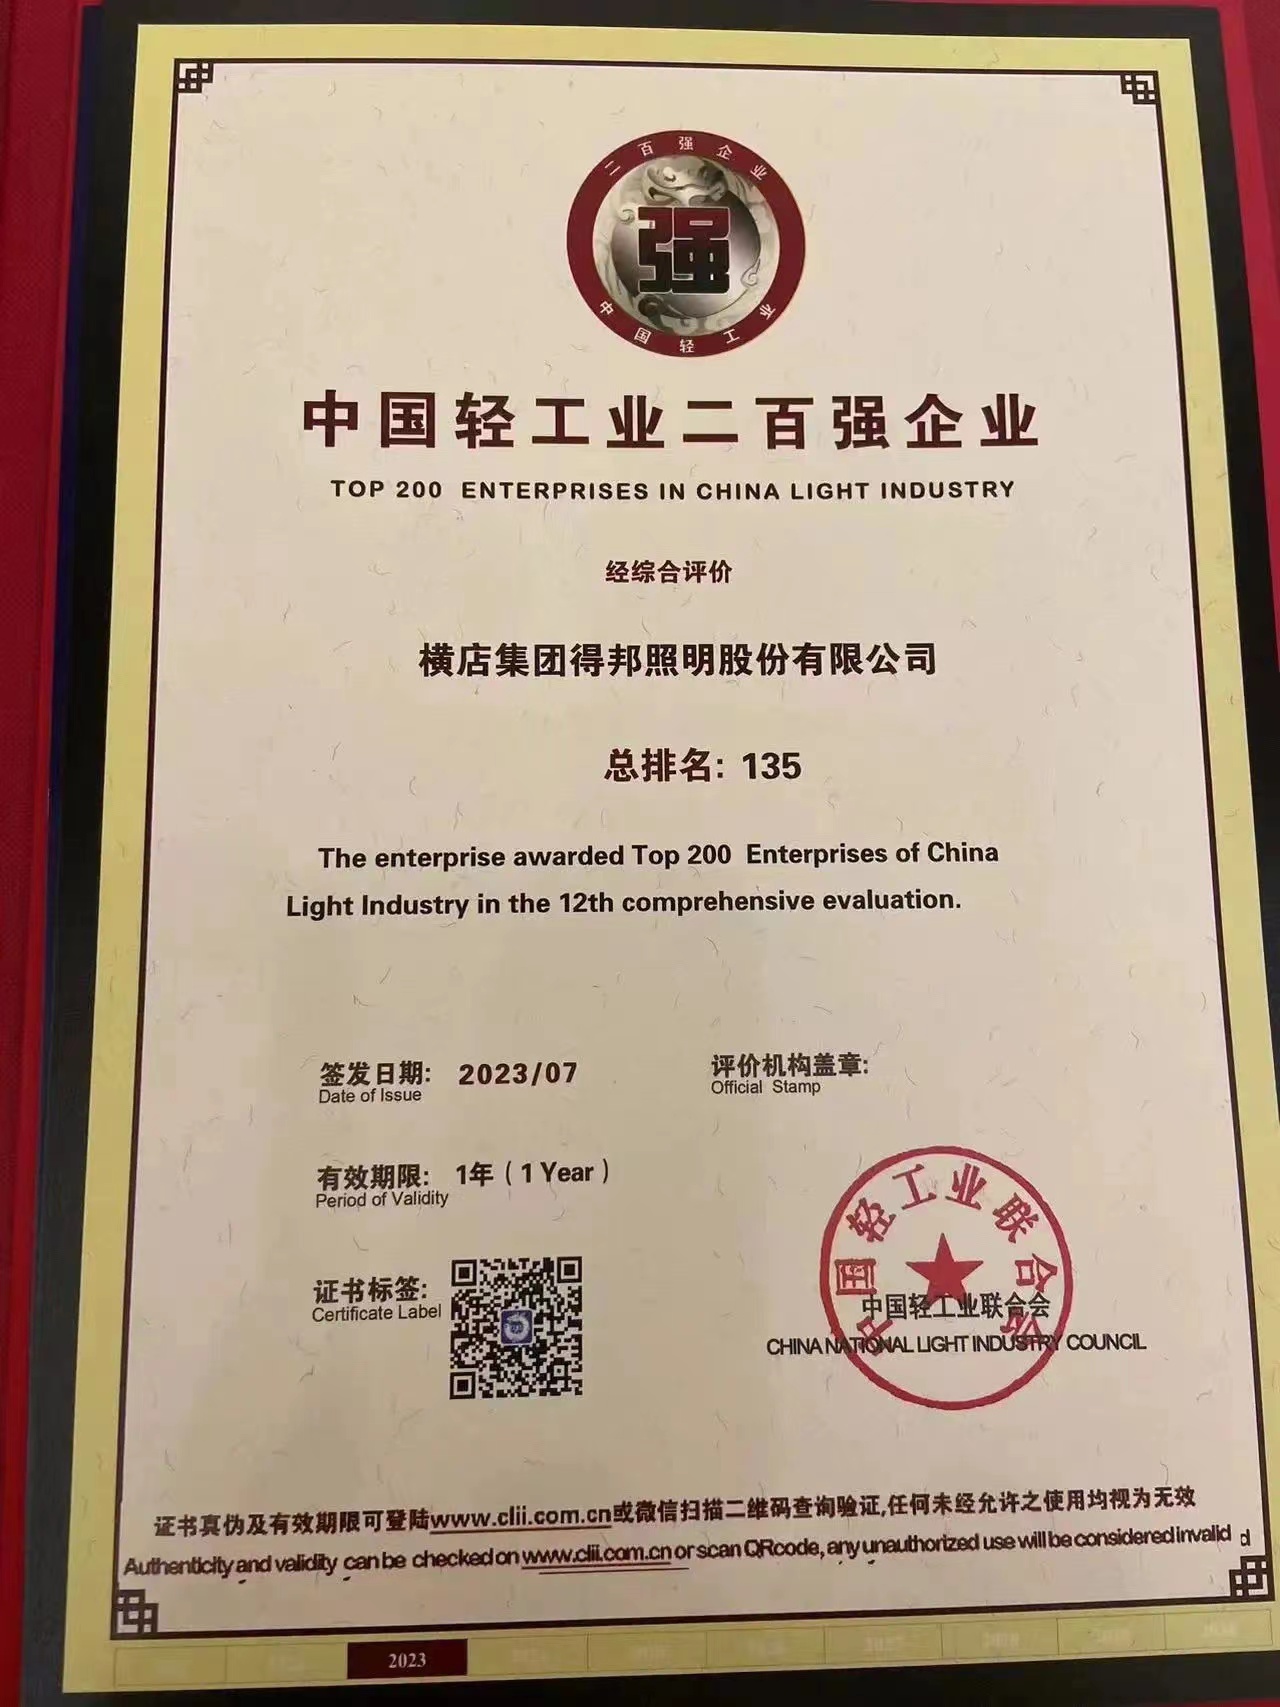 二百强企业
强
中国轻工业
中国轻工业二百强企业
TOP 200 ENTERPRISES IN CHINA LIGHT INDUSTRY
经综合评价
横店集团得邦照明股份有限公司
总排名: 135
The enterprise awarded Top 200 Enterprises of China
Light Industry in the 12th comprehensive evaluation.
签发日期: 2023/07
Date of Issue
评价机构盖章:
Official Stamp
有效期限: 1年（1 Year）
Period of Validity
证书标签:
Certificate Label
中国轻工业联合会
中国轻工业联合会
CHINA NATIONAL LIGHT INDUSTRY COUNCIL
证书真伪及有效期限可登陆www.clii.com.cn或微信扫描二维码查询验证,任何未经允许之使用均视为无效
Authenticity and validity can be checked on www.clii.com.cn or scan QRcode, any unauthorized use will be considered invalid d
2023